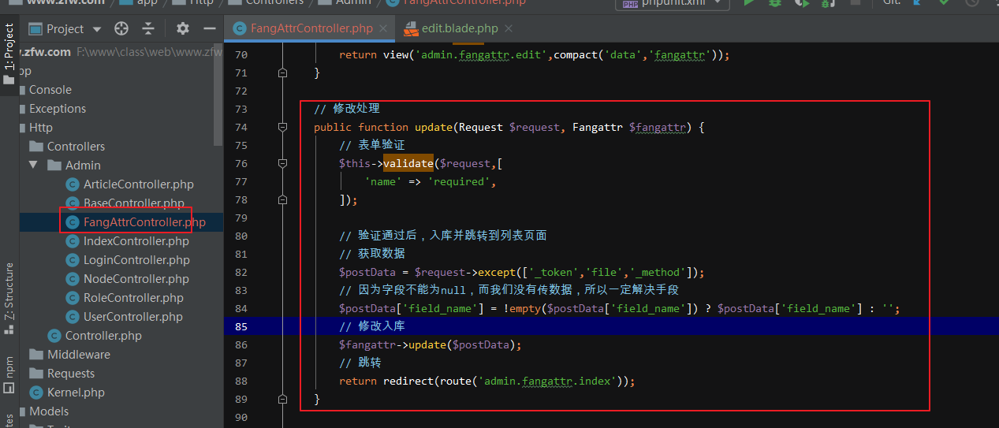 www.zfw.com app Http Controllers Admin FangAttrController.php
phpunit.xml Git:
1: Project
Project
FangAttrController.php
edit.blade.php
.zfw.com F:\www\class\web\www.zfw
Console
Exceptions
Http
Controllers
Admin
ArticleController.php
BaseController.php
FangAttrController.php
IndexController.php
LoginController.php
NodeController.php
RoleController.php
UserController.php
Controller.php
Middleware
Requests
Kernel.php
Models
Z: Structure
npm
70 return view('admin.fangattr.edit',compact('data','fangattr'));
71 }
72
73 // 修改处理
74 public function update(Request $request, Fangattr $fangattr) {
75 // 表单验证
76 $this->validate($request,[
77 'name' => 'required',
78 ]);
79
80 // 验证通过后，入库并跳转到列表页面
81 // 获取数据
82 $postData = $request->except(['_token','file','_method']);
83 // 因为字段不能为null，而我们没有传数据，所以一定解决手段
84 $postData['field_name'] = !empty($postData['field_name']) ? $postData['field_name'] : '';
85 // 修改入库
86 $fangattr->update($postData);
87 // 跳转
88 return redirect(route('admin.fangattr.index'));
89 }
90